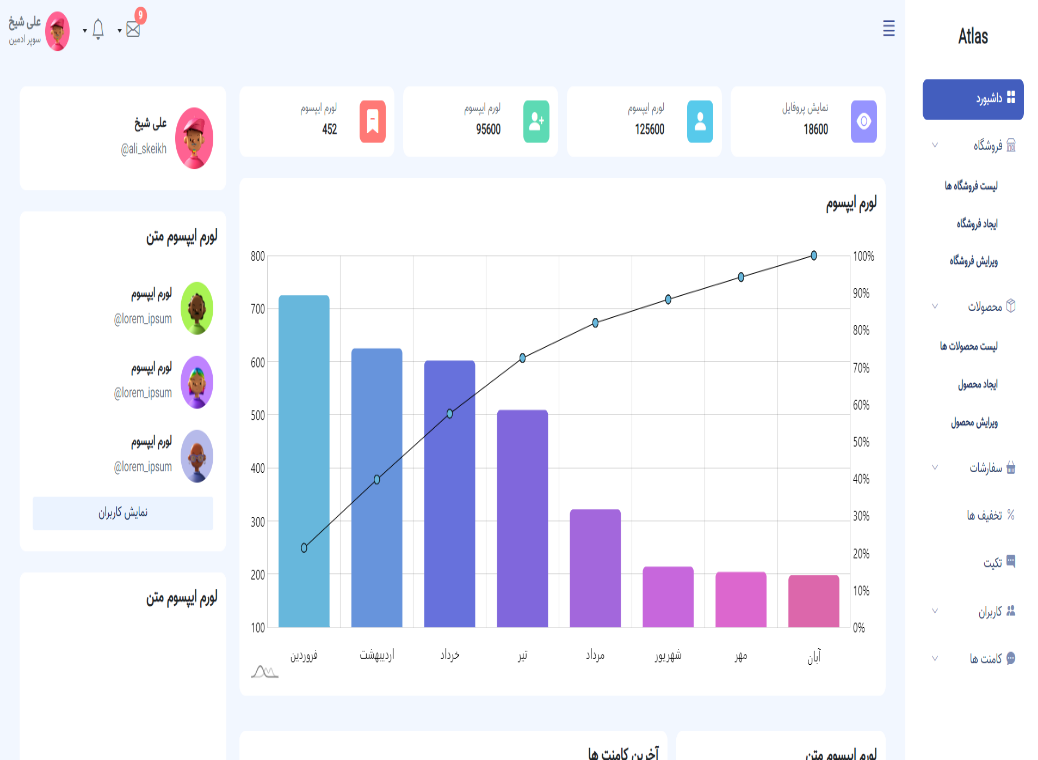 Atlas
داشبورد
فروشگاه
لیست فروشگاه ها
ایجاد فروشگاه
ویرایش فروشگاه
محصولات
لیست محصولات ها
ایجاد محصول
ویرایش محصول
سفارشات
تخفیف ها
تکیت
کاربران
کامنت ها
9
علی شیخ
سوپر ادمین
نمایش پروفایل
18600
لورم ایپسوم
125600
لورم ایپسوم
95600
لورم ایپسوم
452
لورم ایپسوم
800
700
600
500
400
300
200
100
100%
90%
80%
70%
60%
50%
40%
30%
20%
10%
0%
فروردین
اردیبهشت
خرداد
تیر
مرداد
شهریور
مهر
آبان
علی شیخ
@ali_skeikh
لورم ایپسوم متن
لورم ایپسوم
@lorem_ipsum
لورم ایپسوم
@lorem_ipsum
لورم ایپسوم
@lorem_ipsum
نمایش کاربران
لورم ایپسوم متن
لورم ایپسوم متن
آخرین کامنت ها